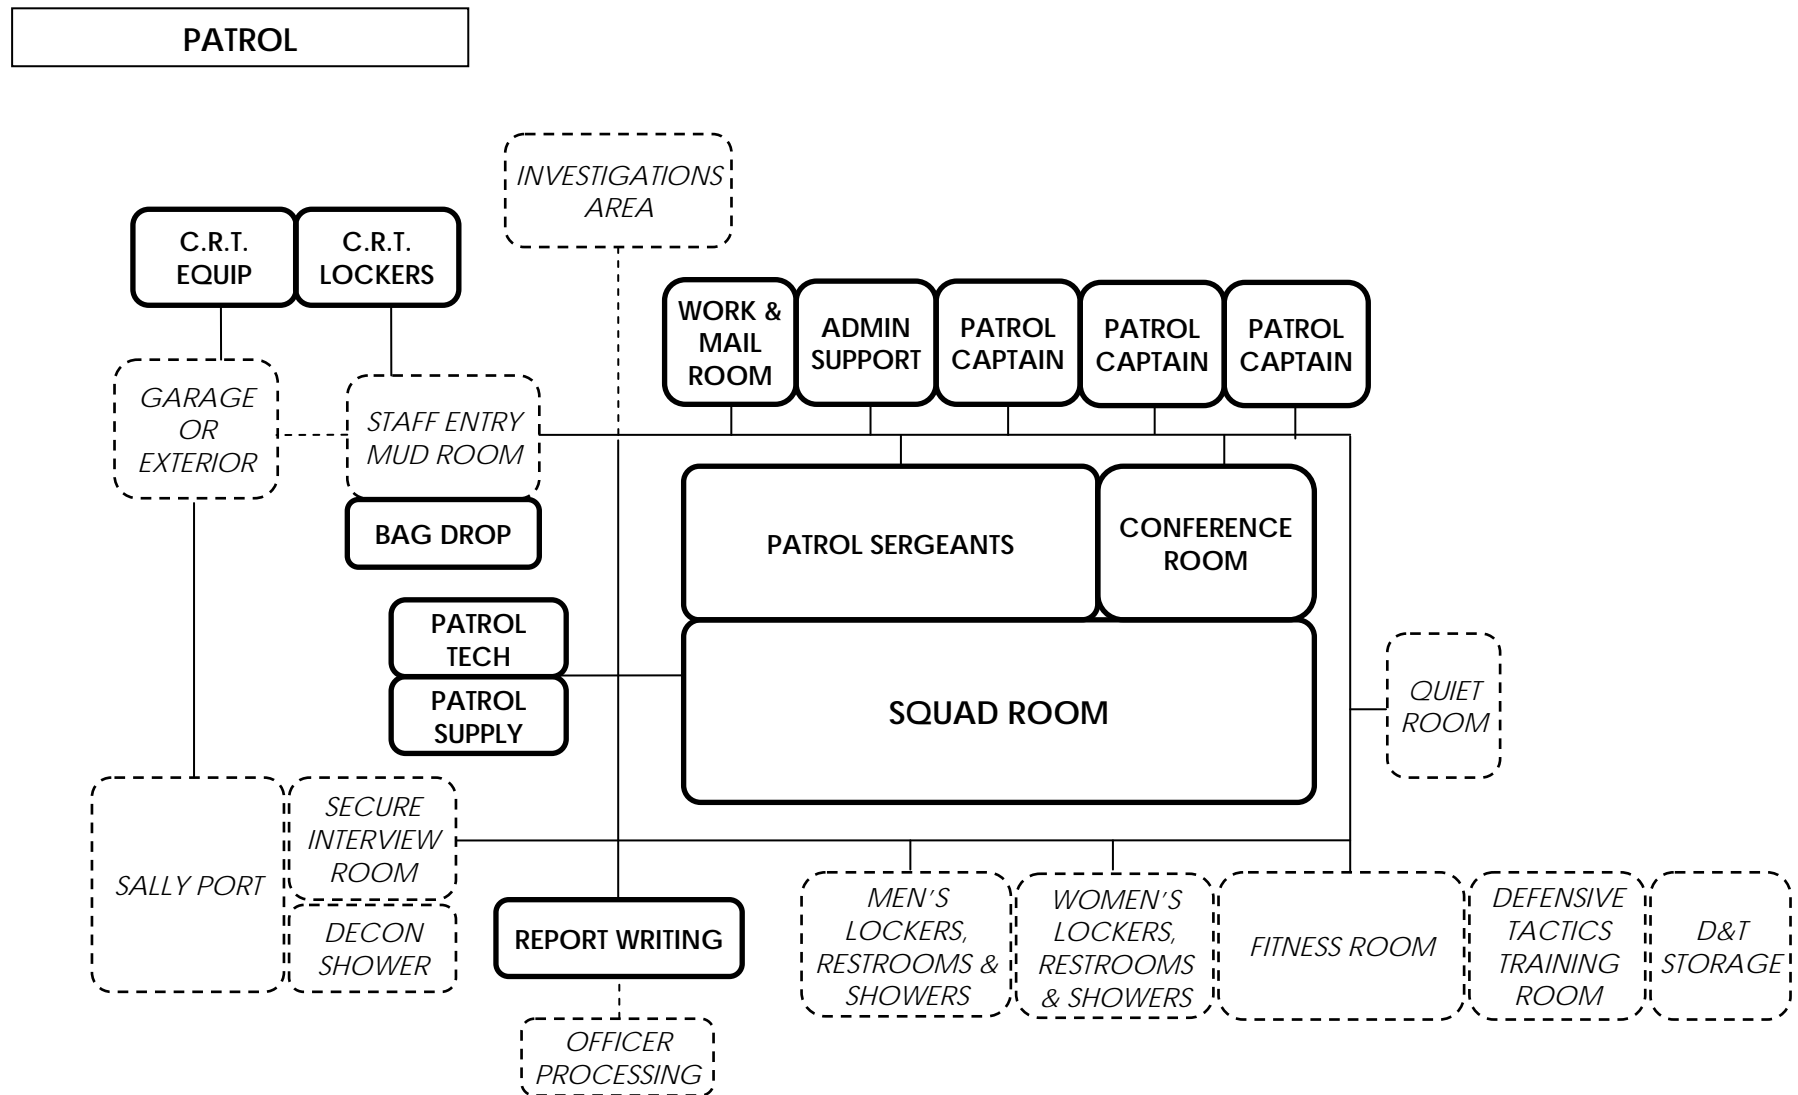 PATROL
INVESTIGATIONS
AREA
C.R.T.
EQUIP
C.R.T.
LOCKERS
WORK &
MAIL
ROOM
ADMIN
SUPPORT
PATROL
CAPTAIN
PATROL
CAPTAIN
PATROL
CAPTAIN
GARAGE
OR
EXTERIOR
STAFF ENTRY
MUD ROOM
BAG DROP
PATROL SERGEANTS
CONFERENCE
ROOM
PATROL
TECH
PATROL
SUPPLY
SQUAD ROOM
QUIET
ROOM
SALLY PORT
SECURE
INTERVIEW
ROOM
DECON
SHOWER
REPORT WRITING
MEN'S
LOCKERS,
RESTROOMS &
SHOWERS
WOMEN'S
LOCKERS,
RESTROOMS
& SHOWERS
FITNESS ROOM
DEFENSIVE
TACTICS
TRAINING
ROOM
D&T
STORAGE
OFFICER
PROCESSING